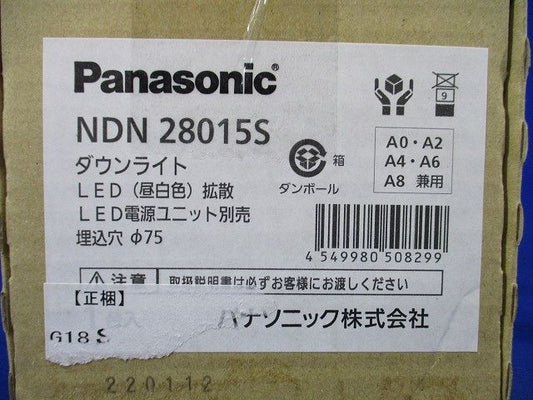 Panasonic®
NDN 28015S
ダウンライト
LED（昼白色）拡散
LED電源ユニット別売
埋込穴 φ75
箱
ダンボール
9
A0・A2
A4・A6
A8 兼用
4 549980 508299
注意
取扱説明書は必ずお客様にお渡しください
【正梱】
G18 S
パナソニック株式会社
220112